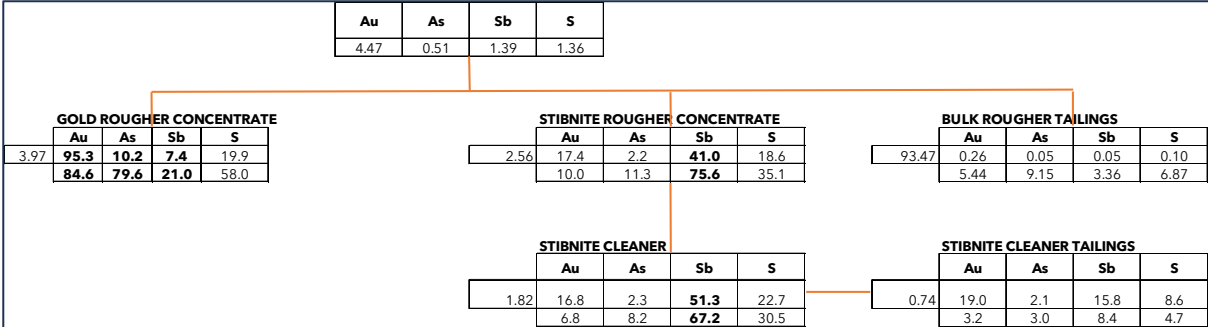 Au As Sb S
4.47 0.51 1.39 1.36
GOLD ROUGHER CONCENTRATE
Au As Sb S
3.97 95.3 10.2 7.4 19.9
84.6 79.6 21.0 58.0
STIBNITE ROUGHER CONCENTRATE
Au As Sb S
2.56 17.4 2.2 41.0 18.6
10.0 11.3 75.6 35.1
BULK ROUGHER TAILINGS
Au As Sb S
93.47 0.26 0.05 0.05 0.10
5.44 9.15 3.36 6.87
STIBNITE CLEANER
Au As Sb S
1.82 16.8 2.3 51.3 22.7
6.8 8.2 67.2 30.5
STIBNITE CLEANER TAILINGS
Au As Sb S
0.74 19.0 2.1 15.8 8.6
3.2 3.0 8.4 4.7